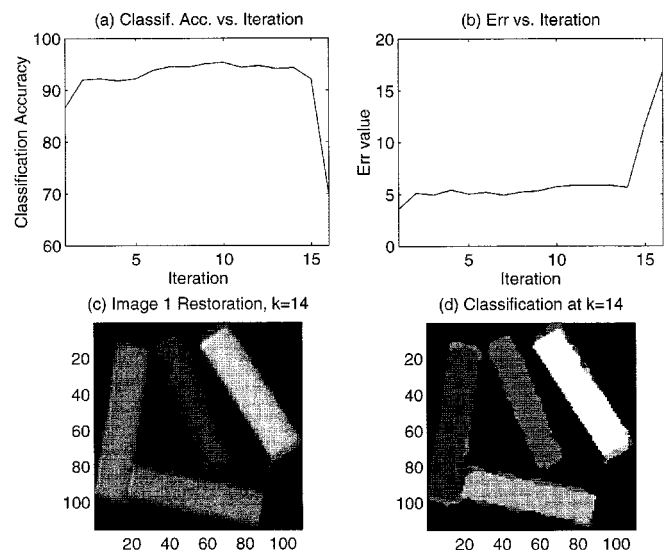 (a) Classif. Acc. vs. Iteration
100
90
80
70
60
Classification Accuracy
5
10
15
Iteration
(b) Err vs. Iteration
20
15
10
5
0
Err value
5
10
15
Iteration
(c) Image 1 Restoration, k=14
20
40
60
80
100
20 40 60 80 100
(d) Classification at k=14
20
40
60
80
100
20 40 60 80 100